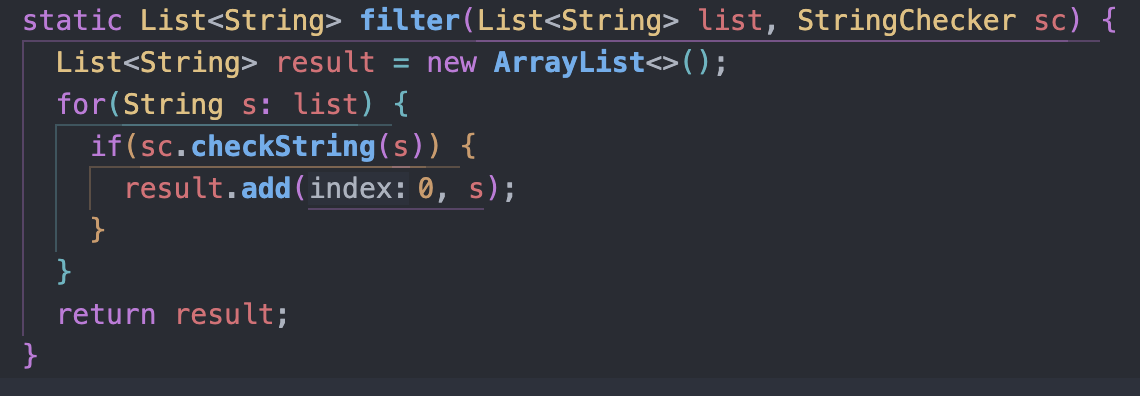 static List<String> filter(List<String> list, StringChecker sc) {
List<String> result = new ArrayList<>();
for(String s: list) {
if(sc.checkString(s)) {
result.add(index: 0, s);
}
}
return result;
}